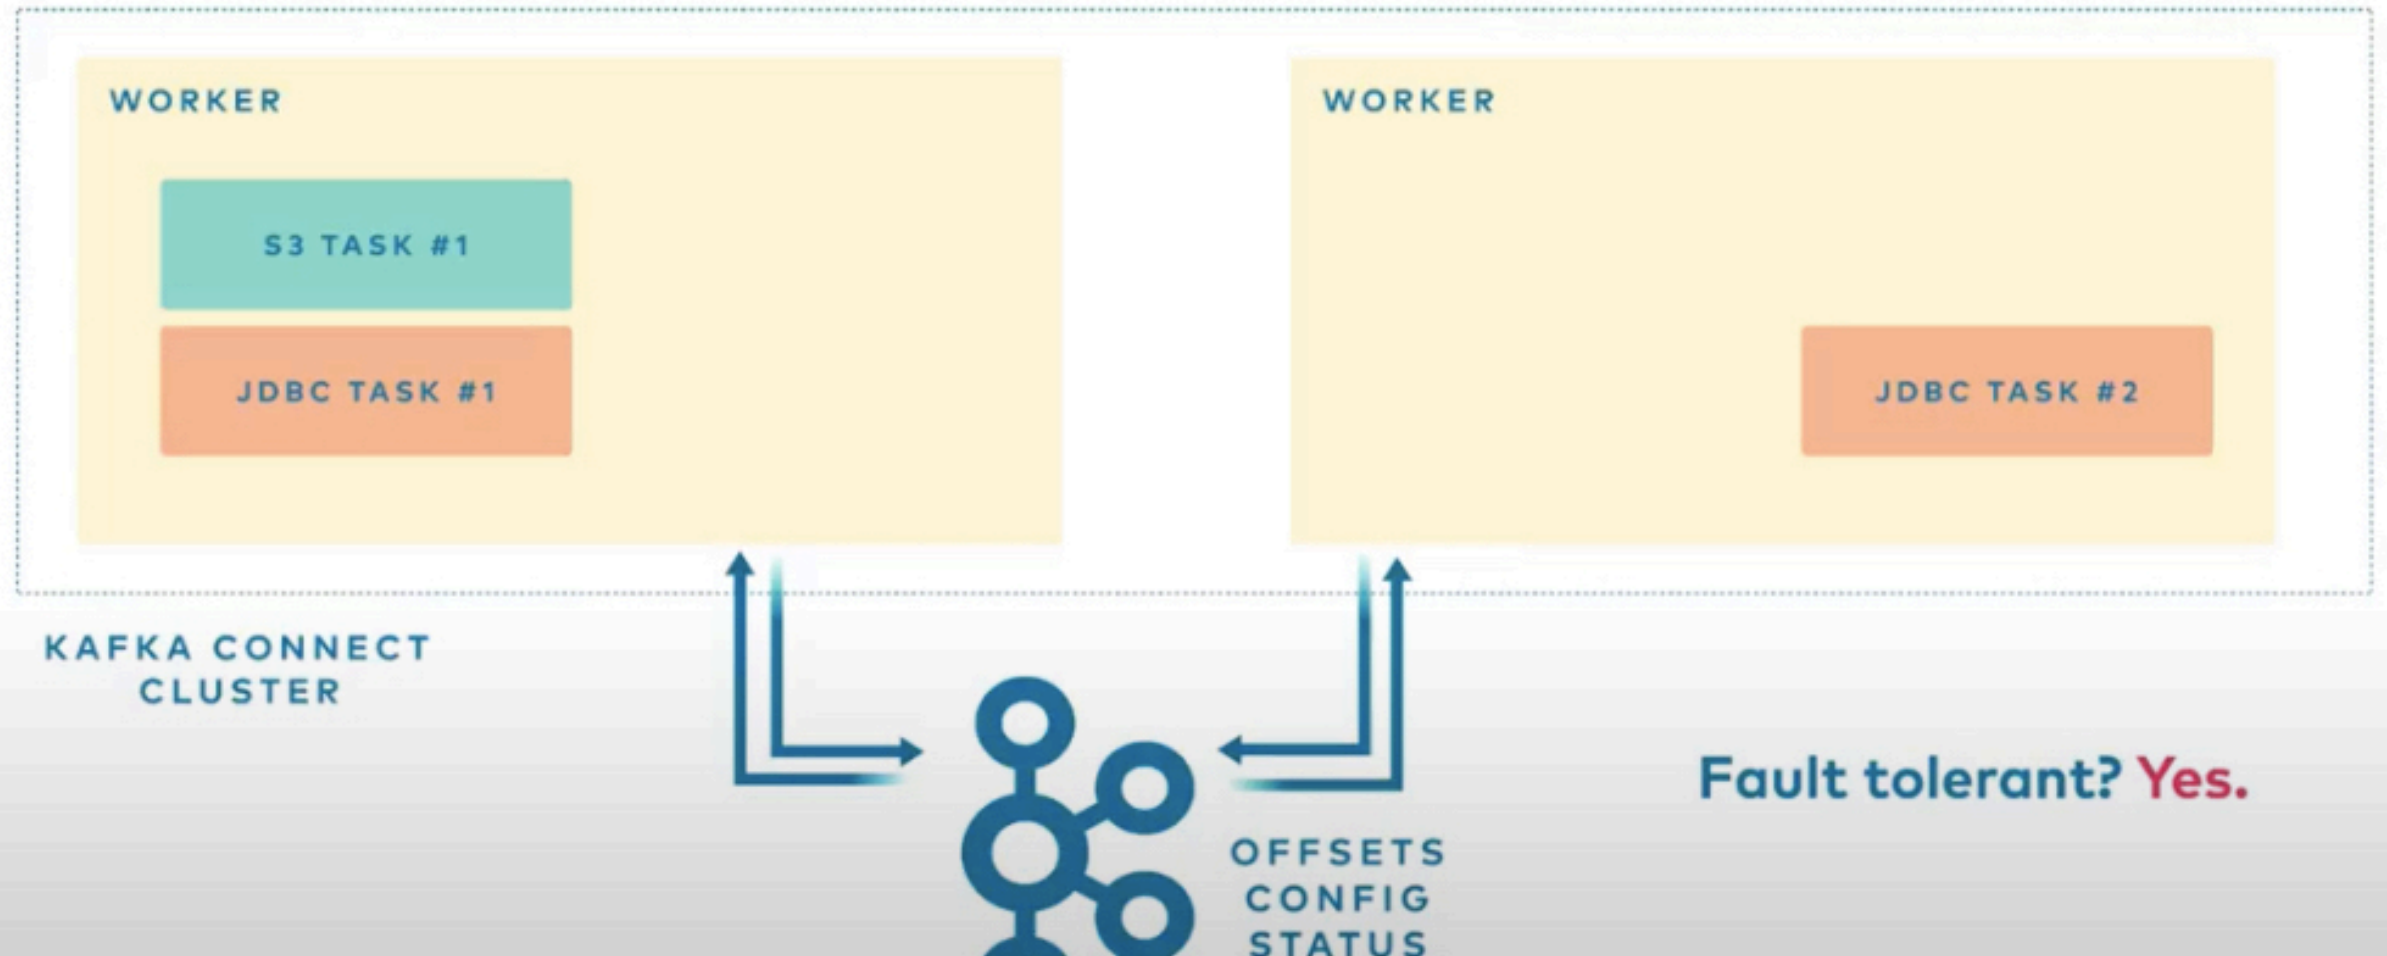 WORKER
S3 TASK #1
JDBC TASK #1
WORKER
JDBC TASK #2
KAFKA CONNECT
CLUSTER
OFFSETS
CONFIG
STATUS
Fault tolerant? Yes.